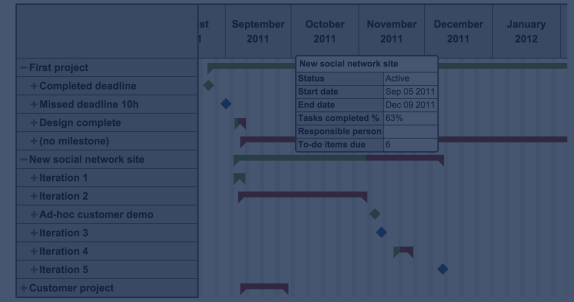 st September October November December January
1 2011 2011 2011 2011 2012
New social network site
Status Active
Start date Sep 05 2011
End date Dec 09 2011
Tasks completed % 63%
Responsible person
To-do items due 6
− First project
+ Completed deadline
+ Missed deadline 10h
+ Design complete
+ (no milestone)
− New social network site
+ Iteration 1
+ Iteration 2
+ Ad-hoc customer demo
+ Iteration 3
+ Iteration 4
+ Iteration 5
+ Customer project